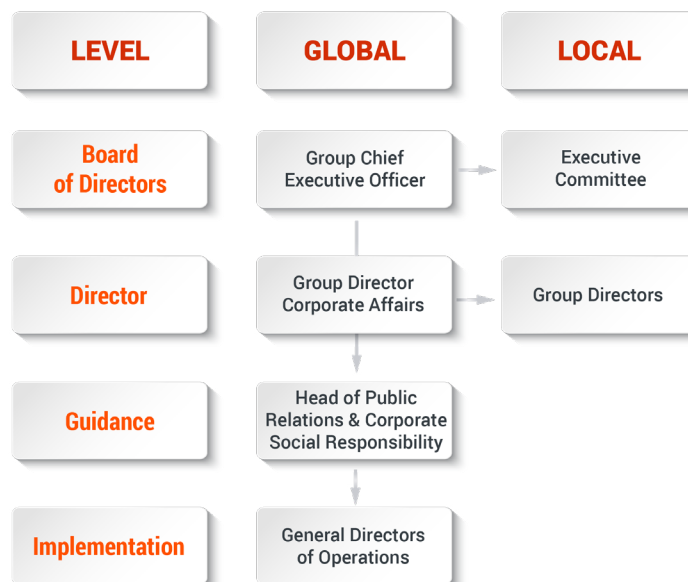 LEVEL
GLOBAL
LOCAL
Board
of Directors
Group Chief
Executive Officer
Executive
Committee
Director
Group Director
Corporate Affairs
Group Directors
Guidance
Head of Public
Relations & Corporate
Social Responsibility
Implementation
General Directors
of Operations